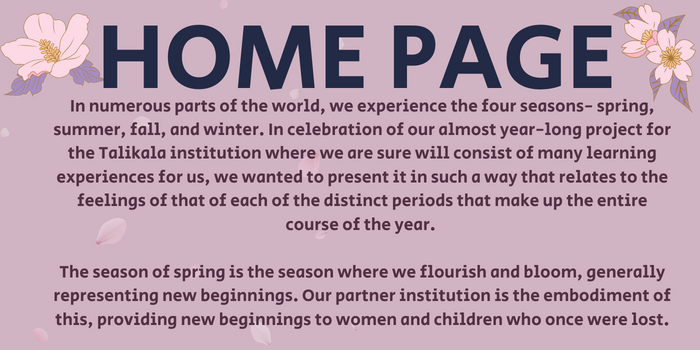 HOME PAGE
In numerous parts of the world, we experience the four seasons- spring,
summer, fall, and winter. In celebration of our almost year-long project for
the Talikala institution where we are sure will consist of many learning
experiences for us, we wanted to present it in such a way that relates to the
feelings of that of each of the distinct periods that make up the entire
course of the year.
The season of spring is the season where we flourish and bloom, generally
representing new beginnings. Our partner institution is the embodiment of
this, providing new beginnings to women and children who once were lost.